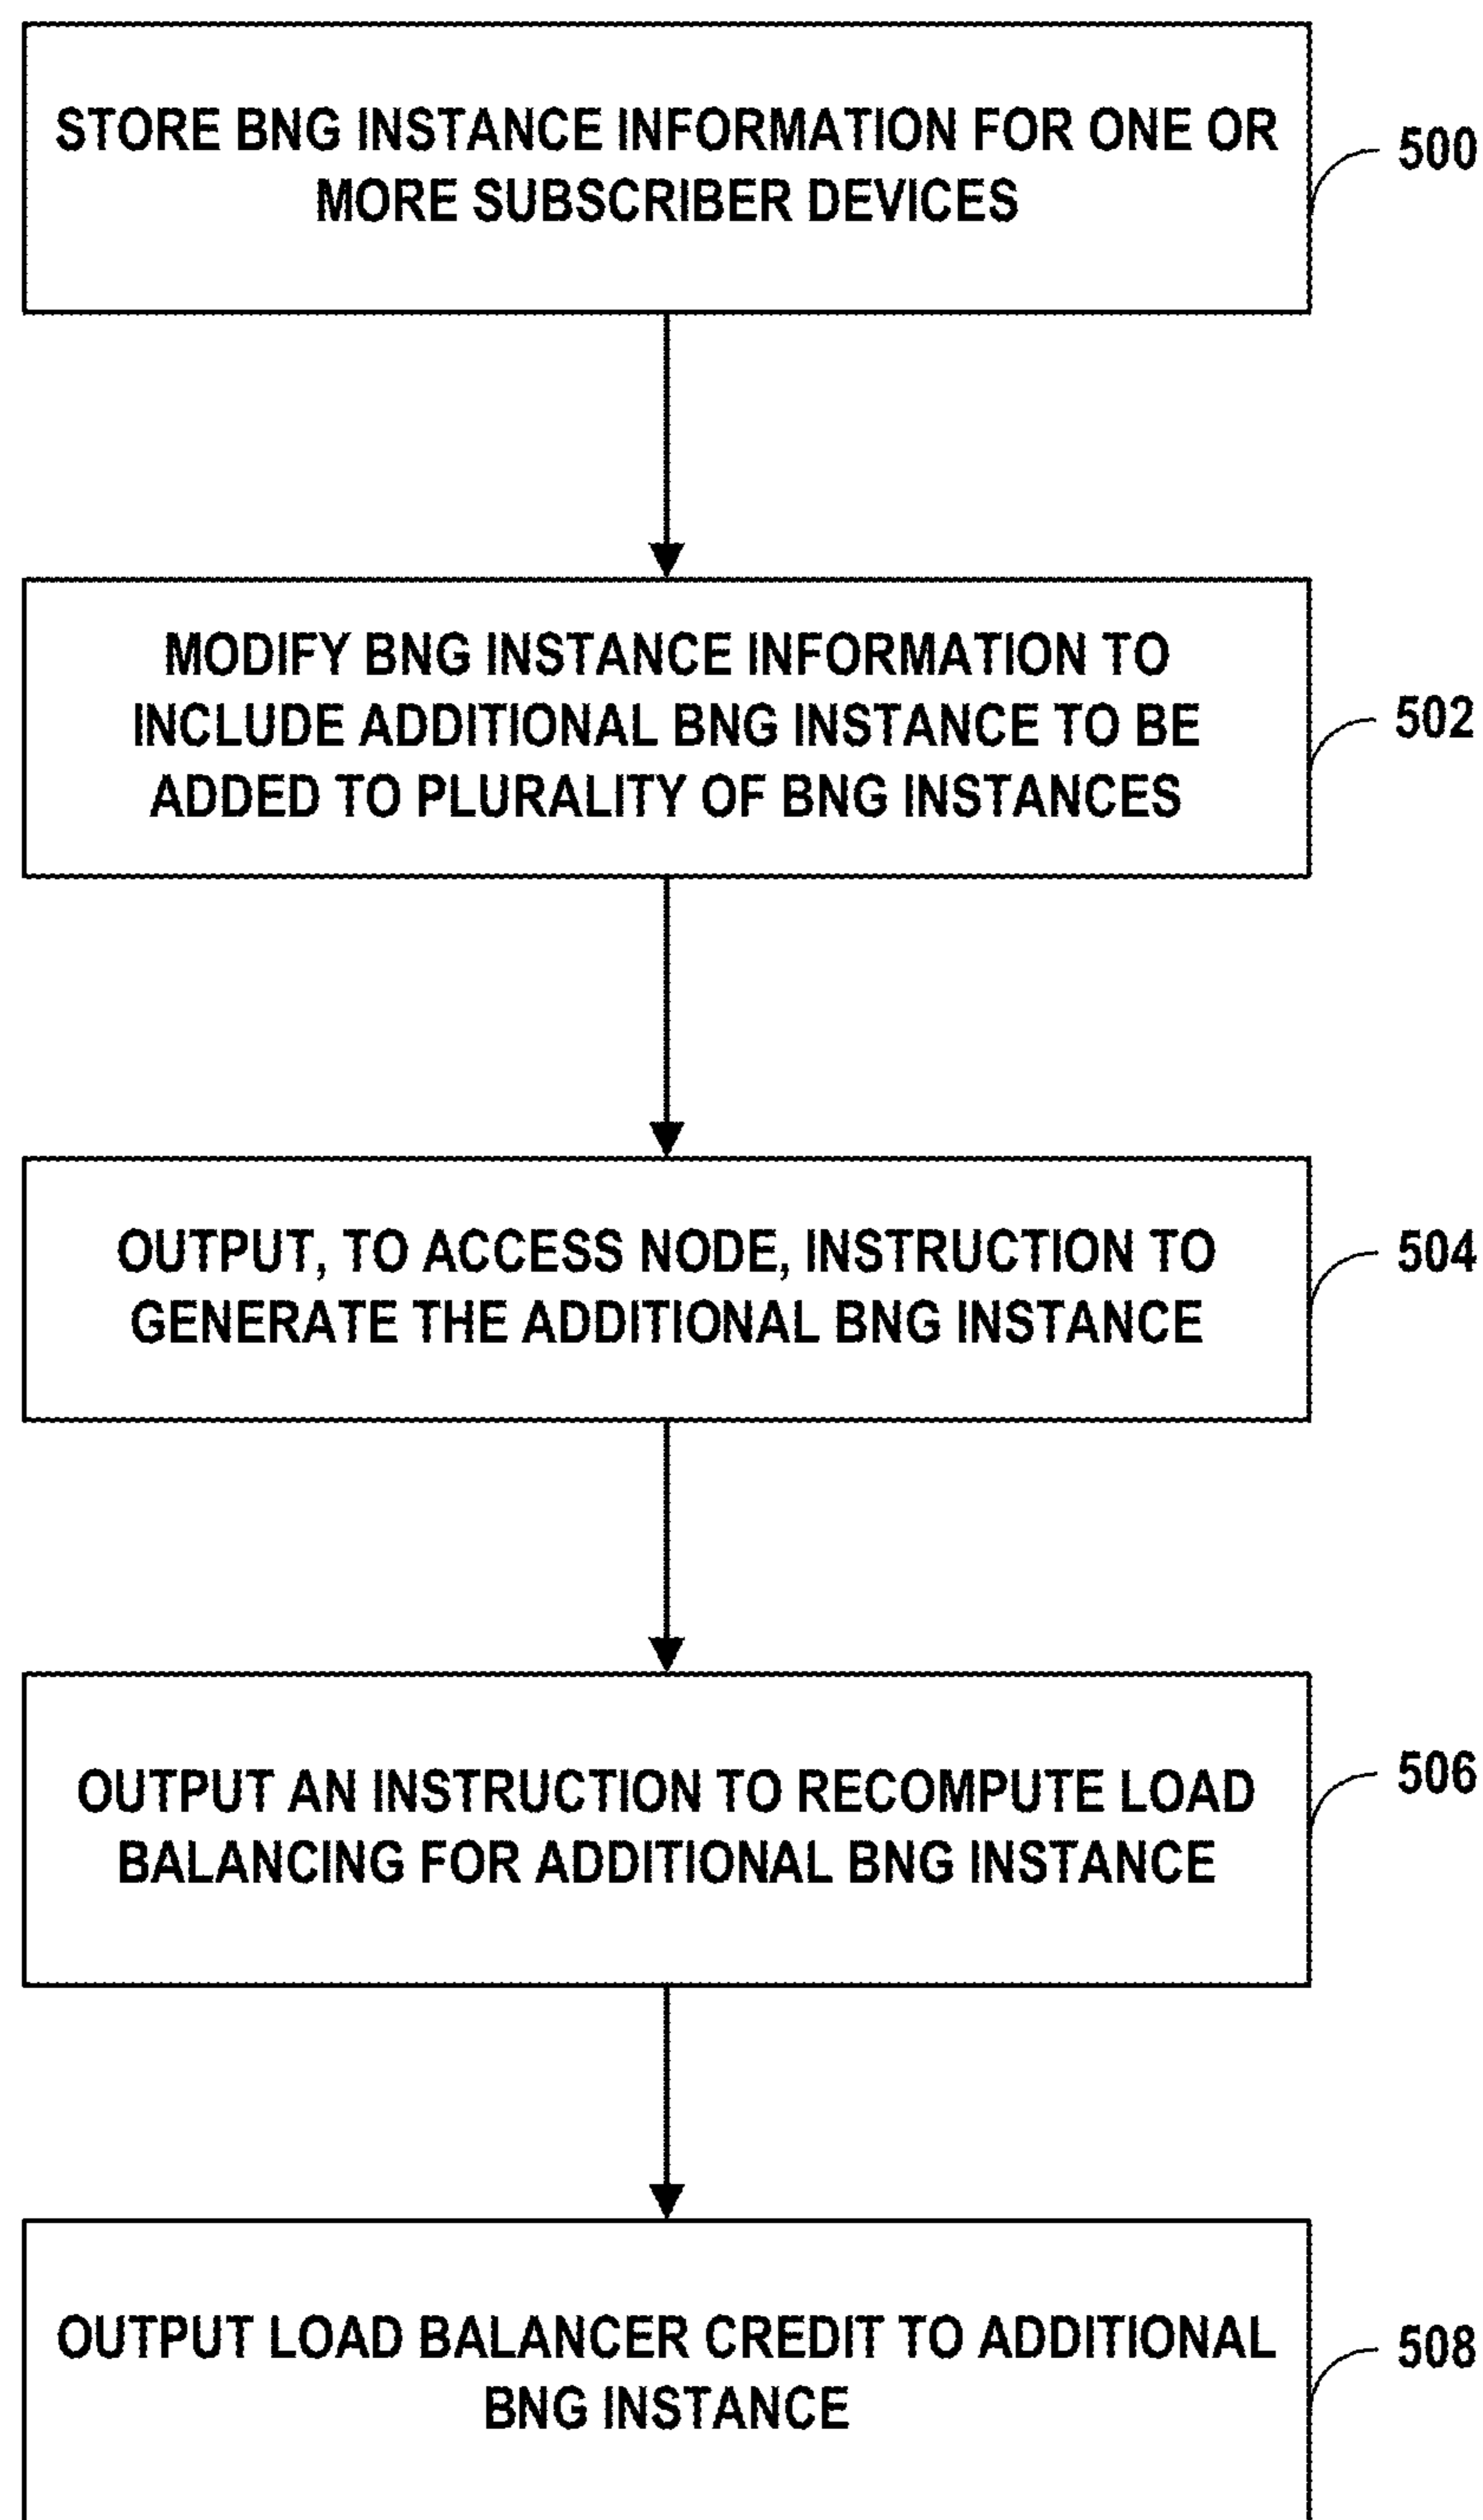 STORE BNG INSTANCE INFORMATION FOR ONE OR
MORE SUBSCRIBER DEVICES
500
MODIFY BNG INSTANCE INFORMATION TO
INCLUDE ADDITIONAL BNG INSTANCE TO BE
ADDED TO PLURALITY OF BNG INSTANCES
502
OUTPUT, TO ACCESS NODE, INSTRUCTION TO
GENERATE THE ADDITIONAL BNG INSTANCE
504
OUTPUT AN INSTRUCTION TO RECOMPUTE LOAD
BALANCING FOR ADDITIONAL BNG INSTANCE
506
OUTPUT LOAD BALANCER CREDIT TO ADDITIONAL
BNG INSTANCE
508